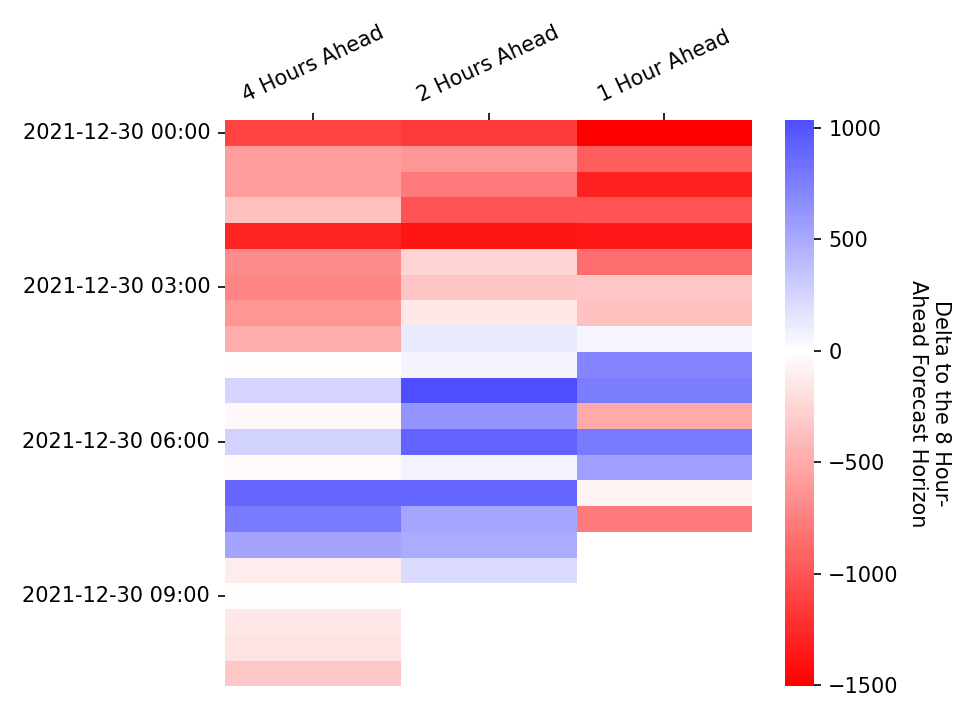 4 Hours Ahead
2 Hours Ahead
1 Hour Ahead
2021-12-30 00:00
2021-12-30 03:00
2021-12-30 06:00
2021-12-30 09:00
1000
500
0
−500
−1000
−1500
Delta to the 8 Hour-
Ahead Forecast Horizon